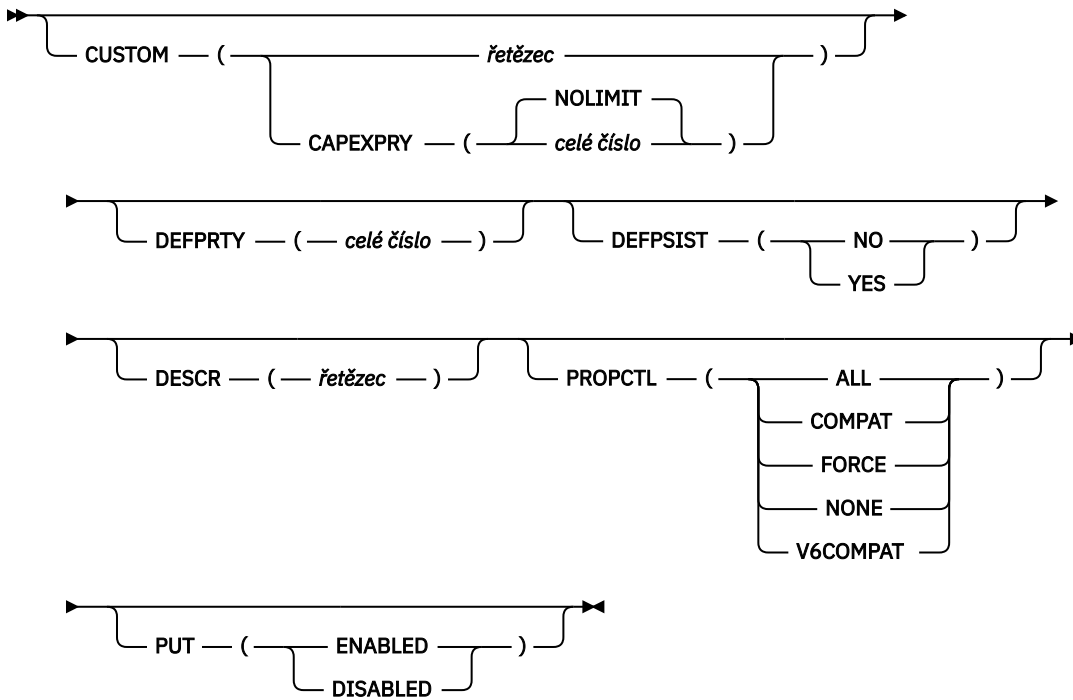 CUSTOM ( řetězec )
NOLIMIT
CAPEXPRY ( celé číslo )
DEFPRTY ( celé číslo ) DEFPSIST ( NO )
YES
DESCR ( řetězec ) PROPCTL ( ALL )
COMPAT
FORCE
NONE
V6COMPAT
PUT ( ENABLED )
DISABLED